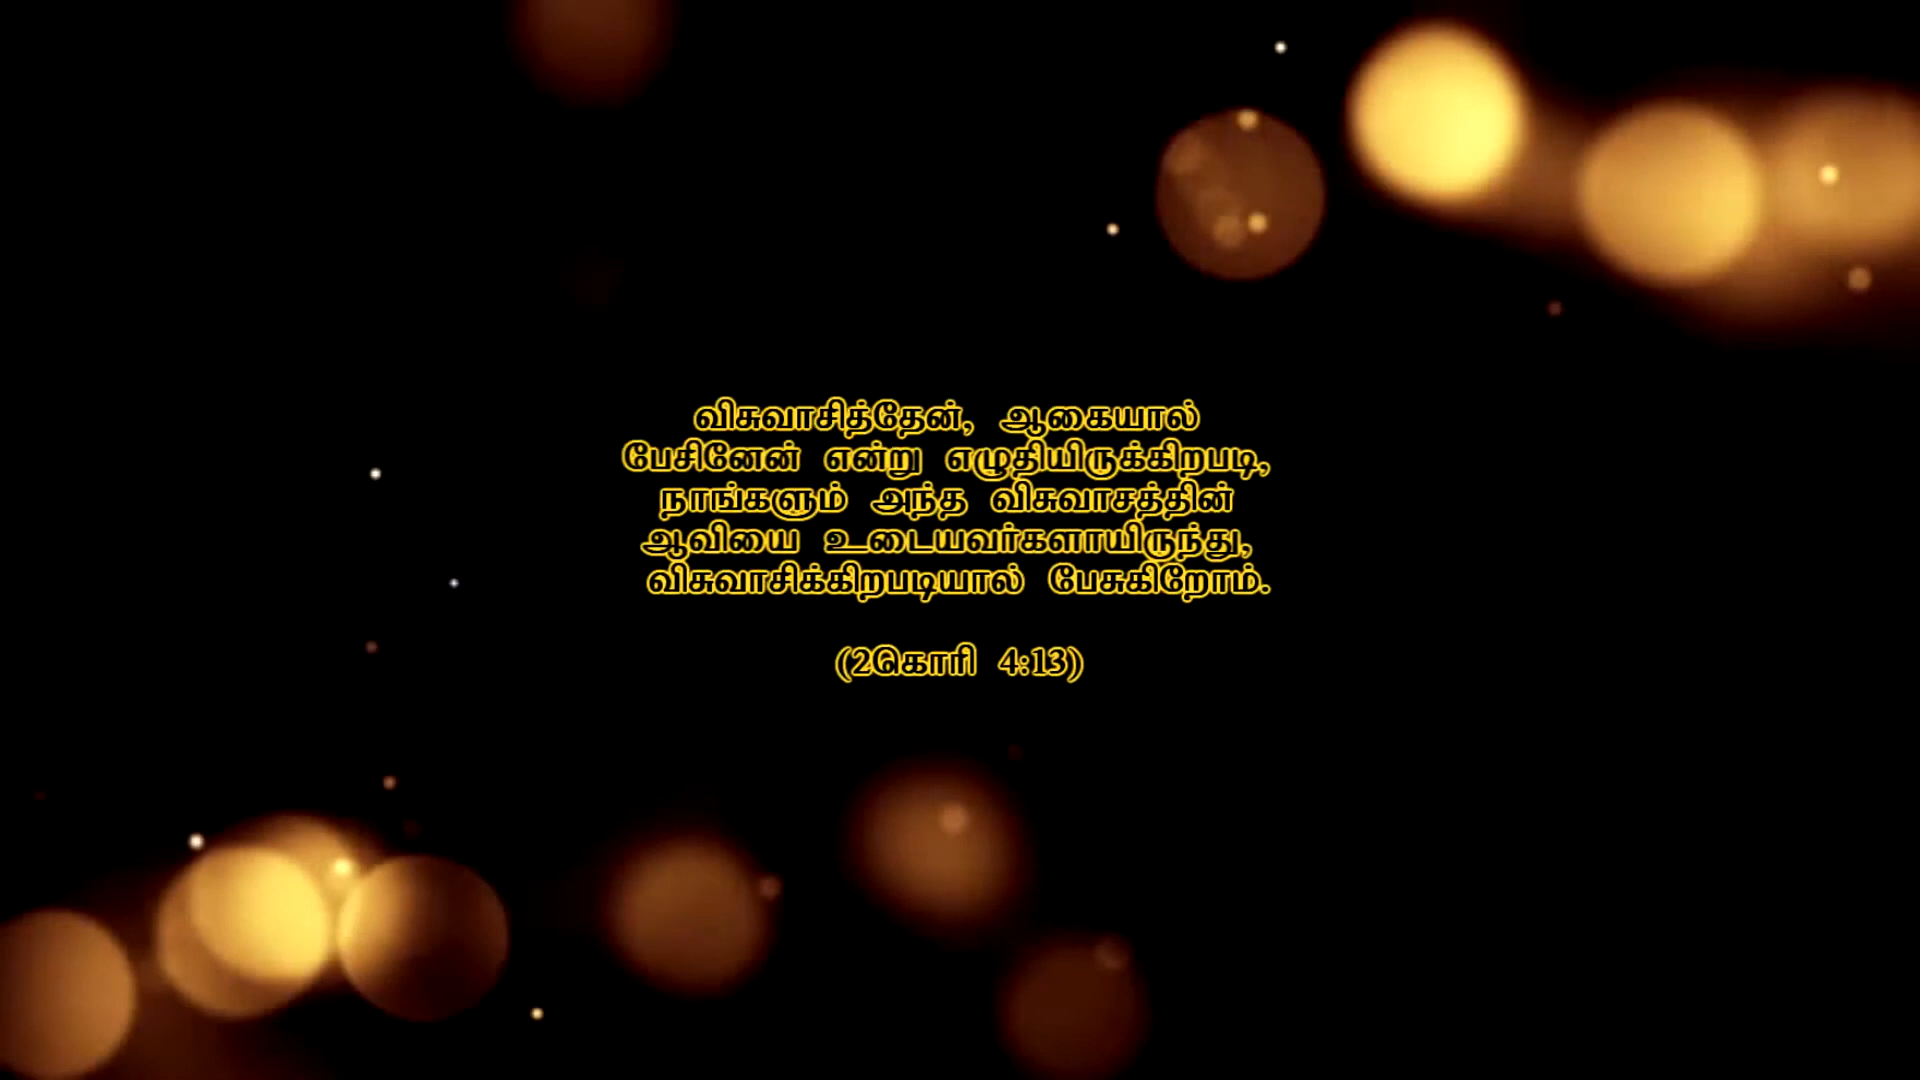 விசுவாசித்தேன், ஆகையால்
பேசினேன் என்று எழுதியிருக்கிறபடி,
நாங்களும் அந்த விசுவாசத்தின்
ஆவியை உடையவர்களாயிருந்து,
விசுவாசிக்கிறபடியால் பேசுகிறோம்.
(2கொரி 4:13)